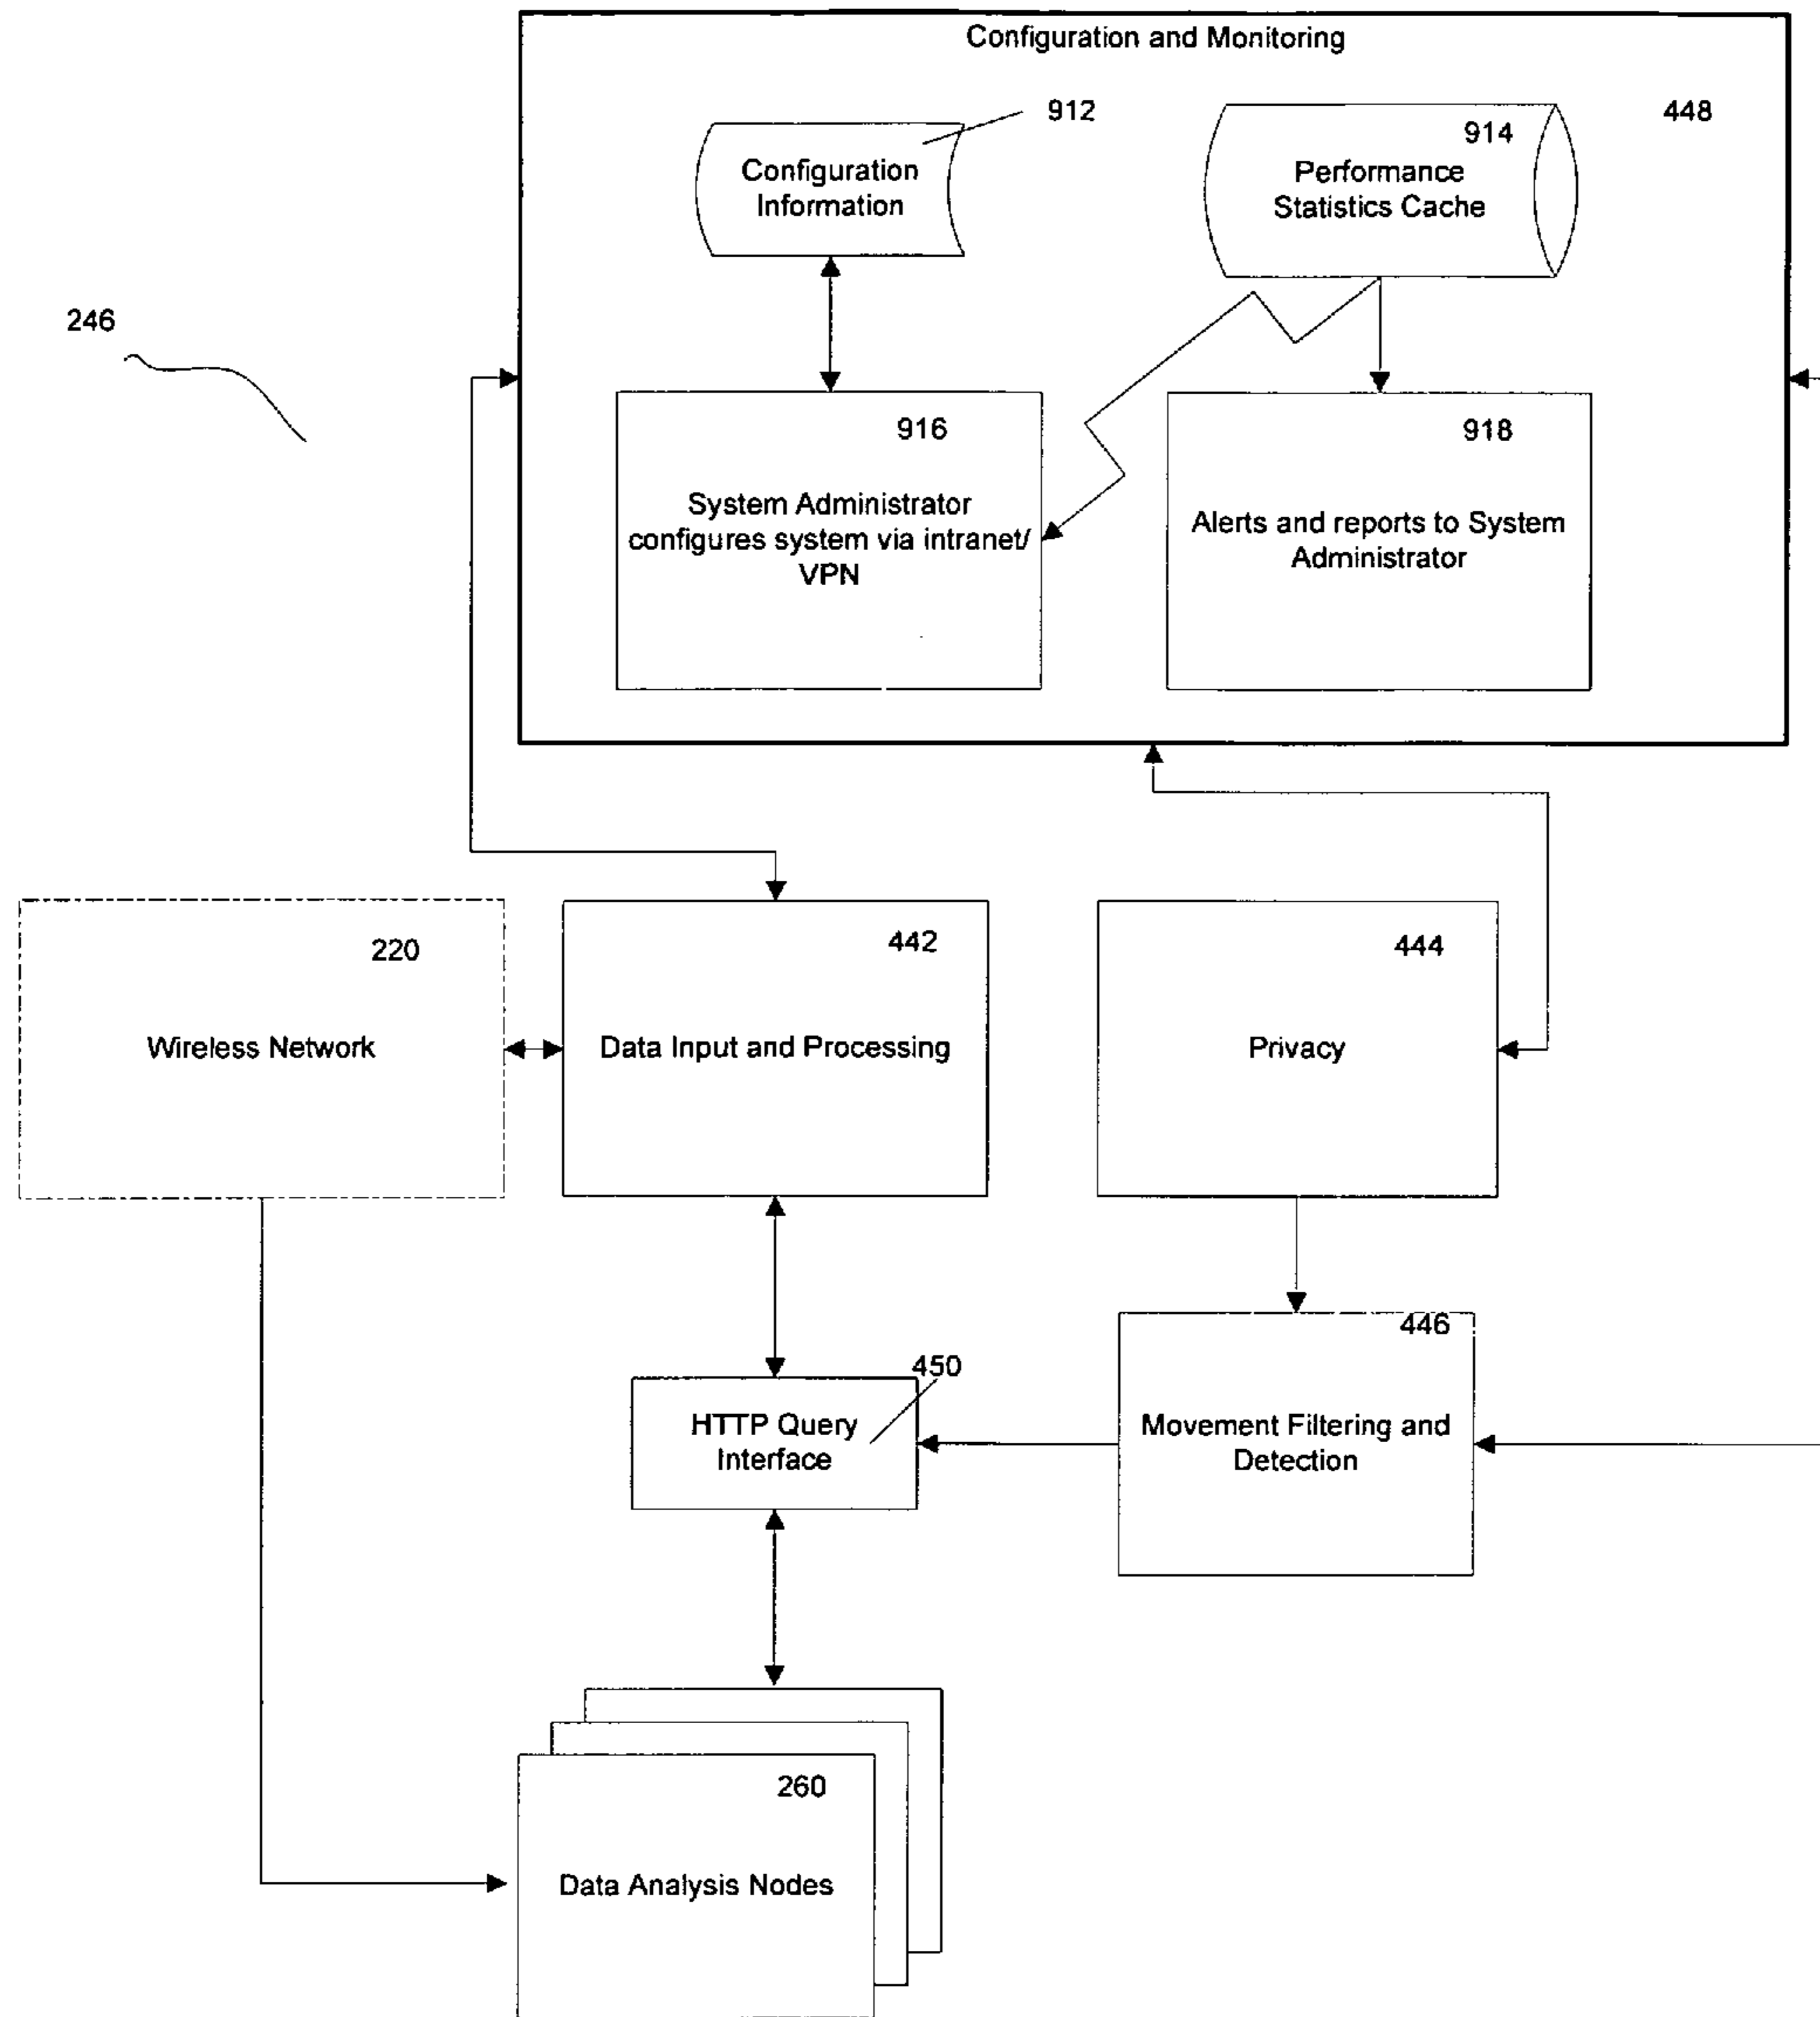 Configuration and Monitoring
912
448
914
Configuration
Information
Performance
Statistics Cache
246
916
918
System Administrator
configures system via intranet/
VPN
Alerts and reports to System
Administrator
220
442
444
Wireless Network
Data Input and Processing
Privacy
446
450
HTTP Query
Interface
Movement Filtering and
Detection
260
Data Analysis Nodes